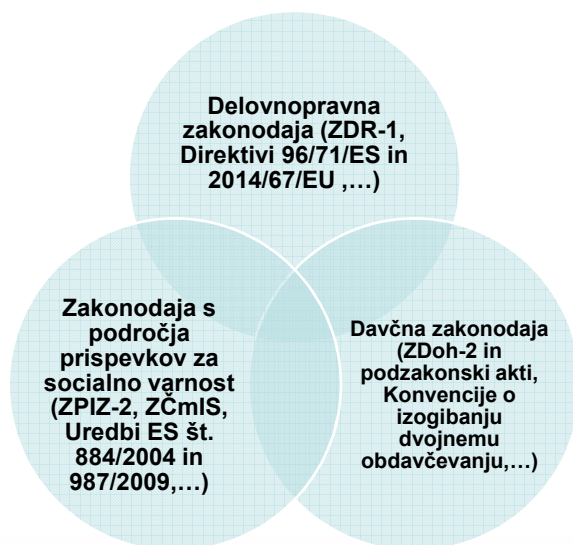 Delovnopravna
zakonodaja (ZDR-1,
Direktivi 96/71/ES in
2014/67/EU ,…)
Zakonodaja s
področja
prispevkov za
socialno varnost
(ZPIZ-2, ZČmIS,
Uredbi ES št.
884/2004 in
987/2009,…)
Davčna zakonodaja
(ZDoh-2 in
podzakonski akti,
Konvencije o
izogibanju
dvojnemu
obdavčevanju,…)